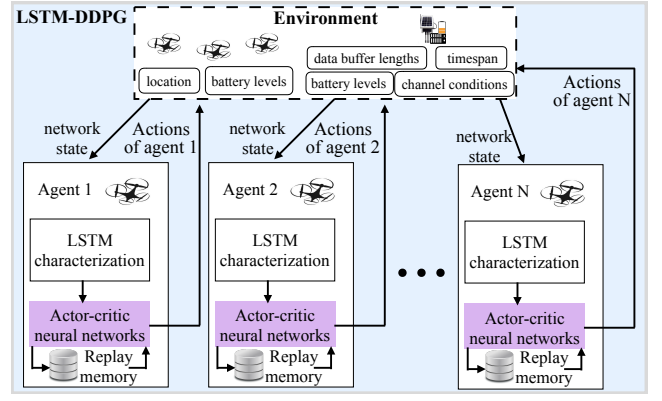 LSTM-DDPG
Environment
data buffer lengths
timespan
location
battery levels
battery levels
channel conditions
network
state
Actions
of agent 1
network
state
Actions
of agent 2
network
state
Actions
of agent N
Agent 1
LSTM
characterization
Actor-critic
neural networks
Replay
memory
Agent 2
LSTM
characterization
Actor-critic
neural networks
Replay
memory
Agent N
LSTM
characterization
Actor-critic
neural networks
Replay
memory